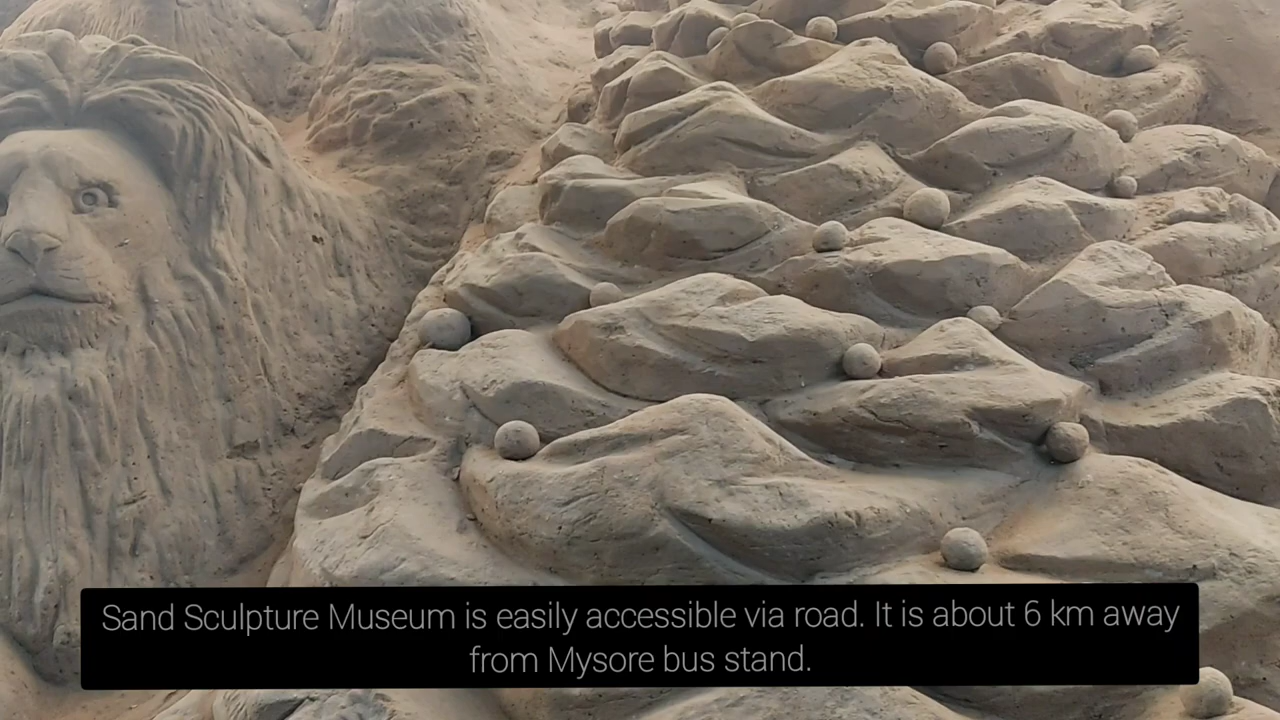 Sand Sculpture Museum is easily accessible via road. It is about 6 km away
from Mysore bus stand.